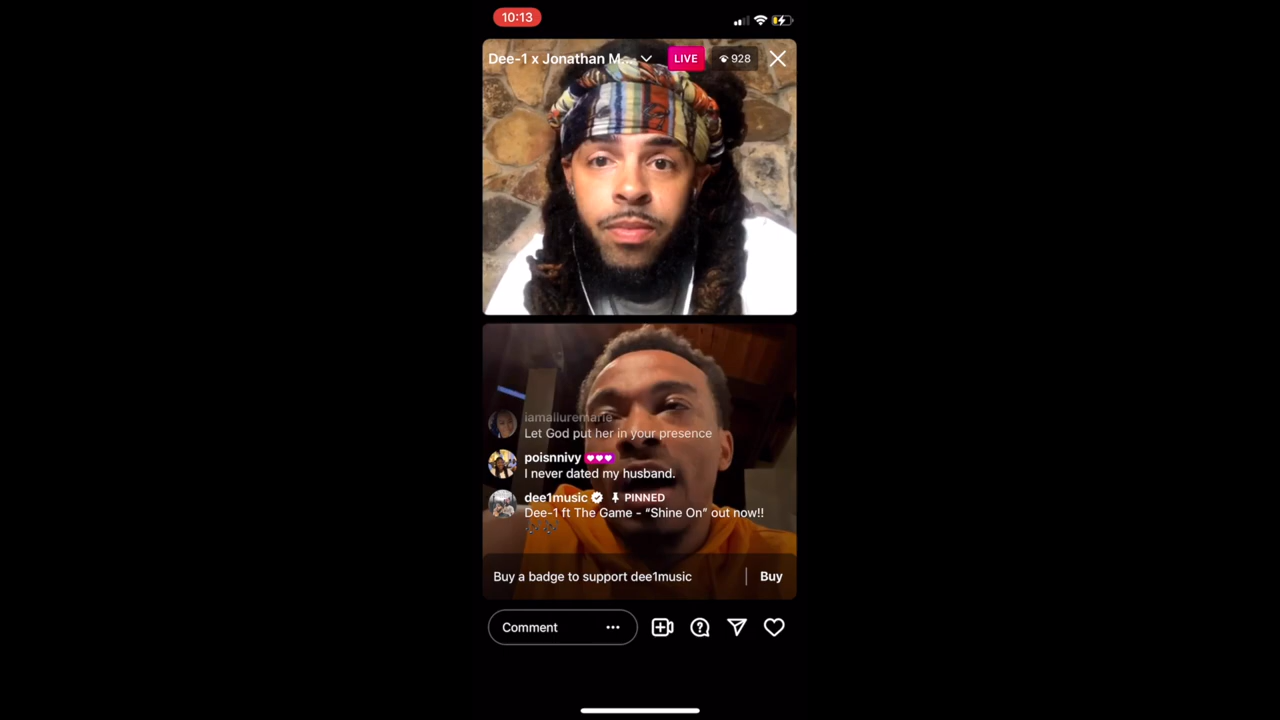 10:13
Dee-1 x Jonathan M...
LIVE
928
iamalluremarie
Let God put her in your presence
poisnnivy
I never dated my husband.
dee1music PINNED
Dee-1 ft The Game - “Shine On” out now!!
Buy a badge to support dee1music
Buy
Comment